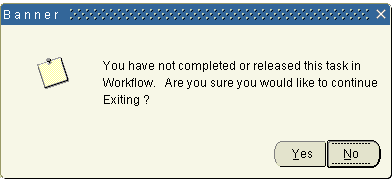 Banner
You have not completed or released this task in
Workflow.   Are you sure you would like to continue
Exiting ?
Yes
No